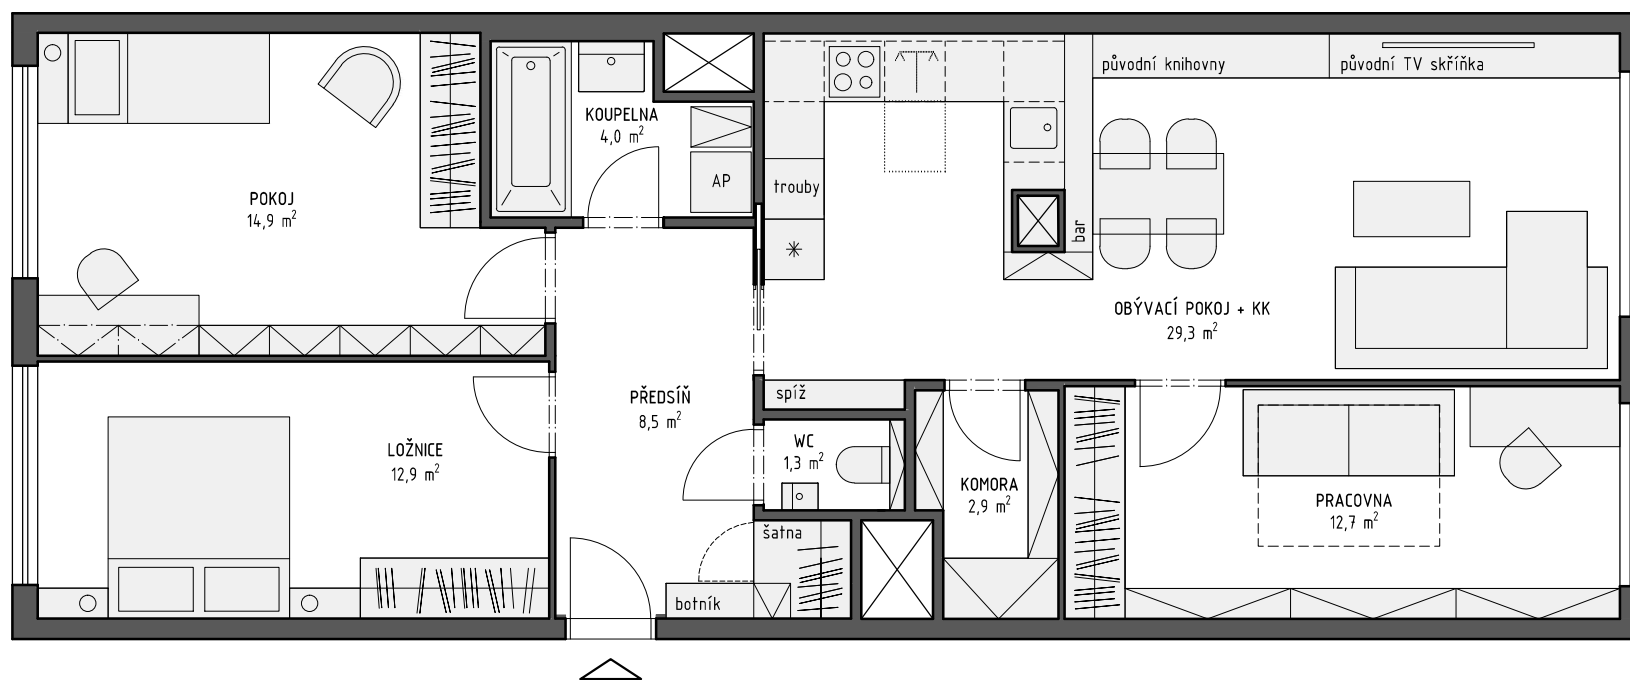 původní knihovny
původní TV skříňka
KOUPELNA
4,0 m²
AP
trouby
POKOJ
14,9 m²
bar
OBÝVACÍ POKOJ + KK
29,3 m²
PŘEDSÍŇ
8,5 m²
spíž
LOŽNICE
12,9 m²
WC
1,3 m²
KOMORA
2,9 m²
PRACOVNA
12,7 m²
šatna
botník